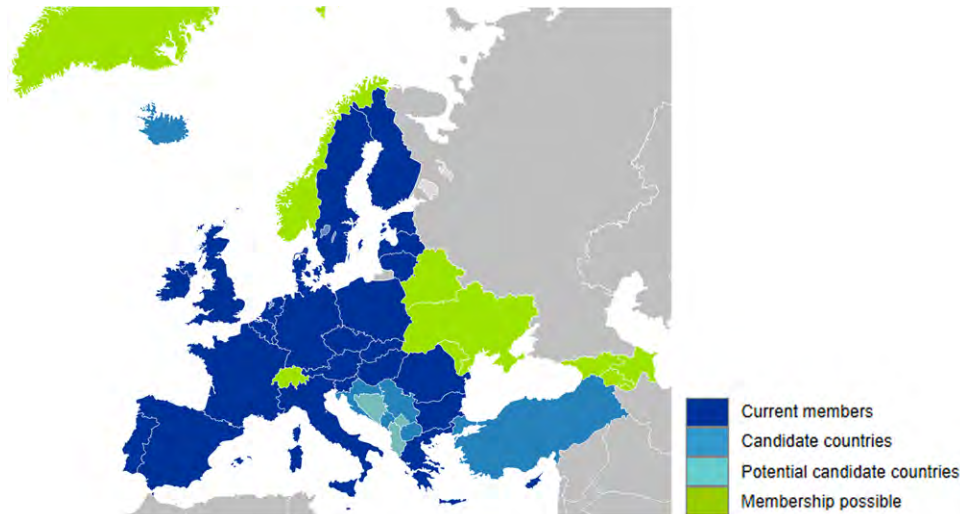 Current members
Candidate countries
Potential candidate countries
Membership possible